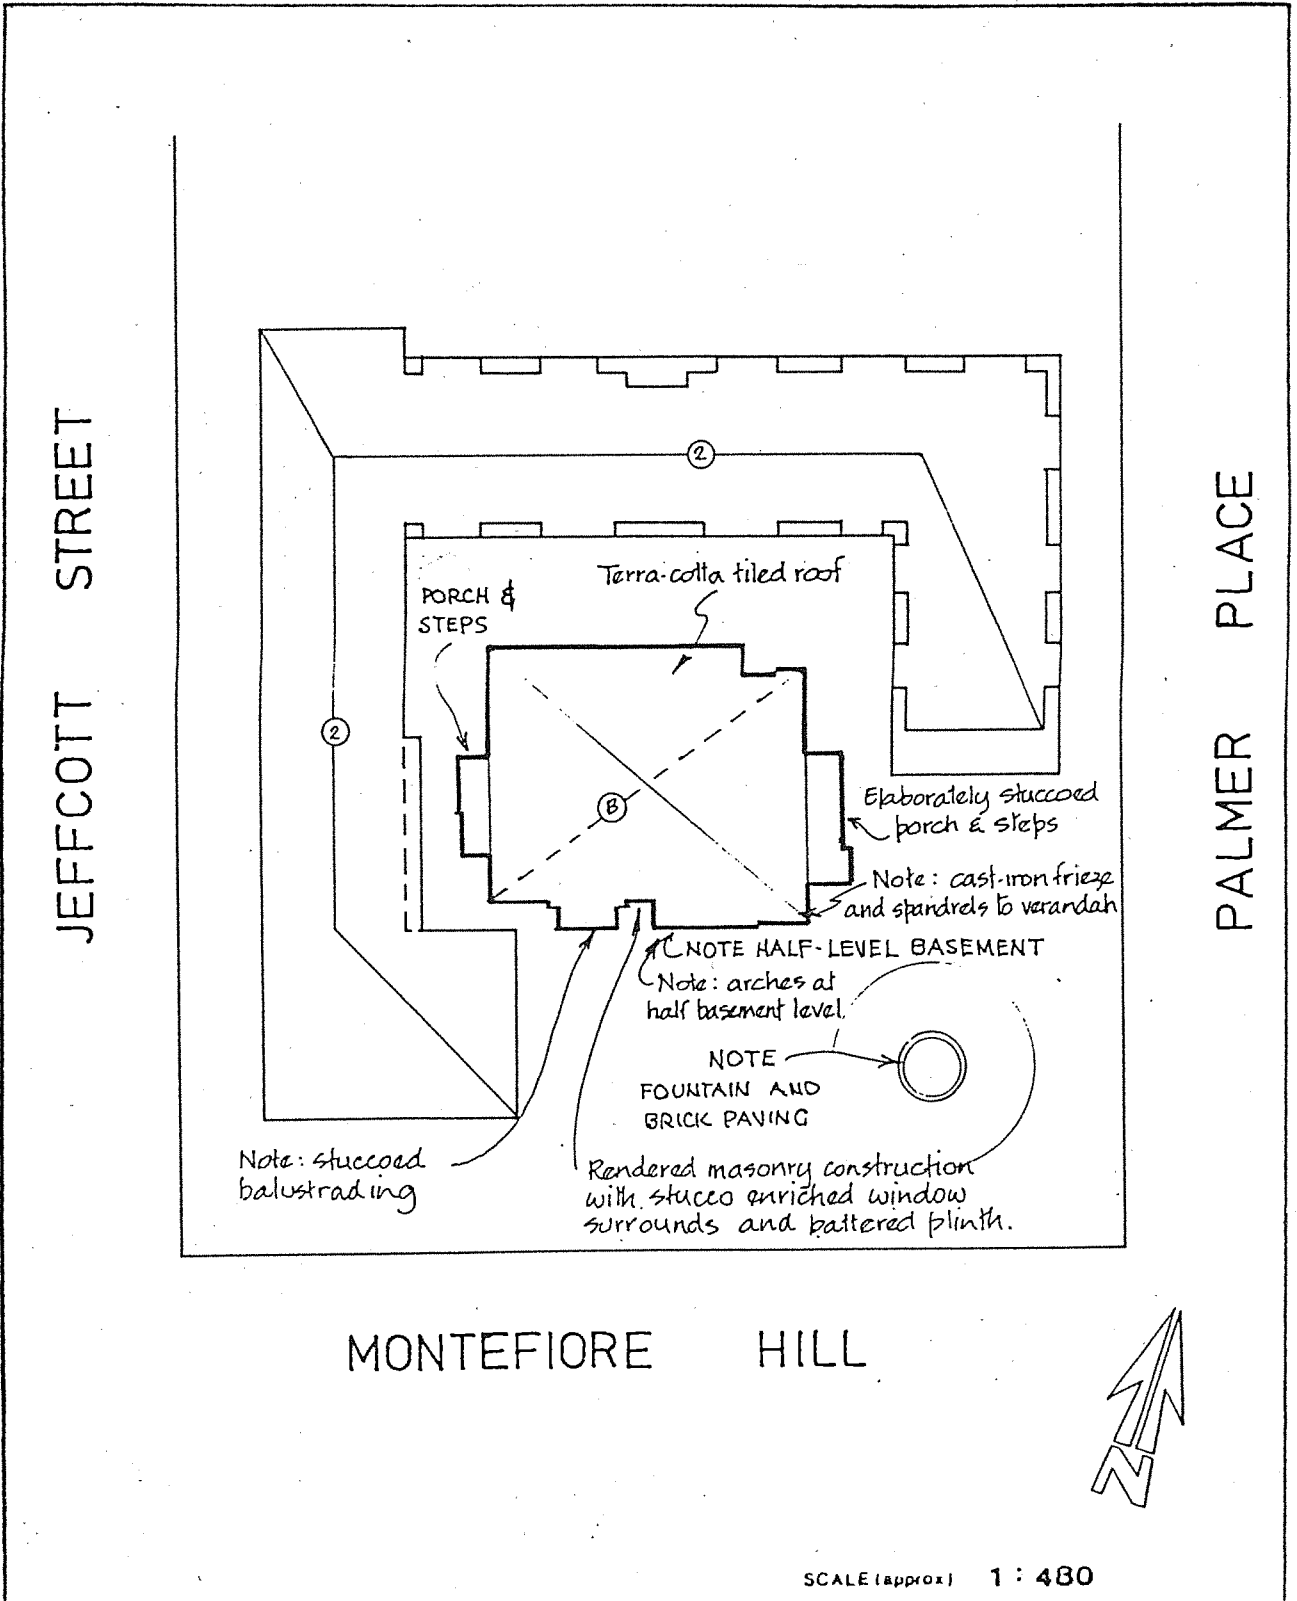 JEFFCOTT STREET
PALMER PLACE
2
Terra-cotta tiled roof
PORCH &
STEPS
2
B
Elaborately stuccoed
porch & steps
Note: cast-iron frieze
and spandrels to verandah
NOTE HALF-LEVEL BASEMENT
Note: arches at
half basement level.
NOTE
FOUNTAIN AND
BRICK PAVING
Note: stuccoed
balustrading
Rendered masonry construction
with stucco enriched window
surrounds and battered plinth.
MONTEFIORE HILL
N
SCALE (approx) 1 : 480